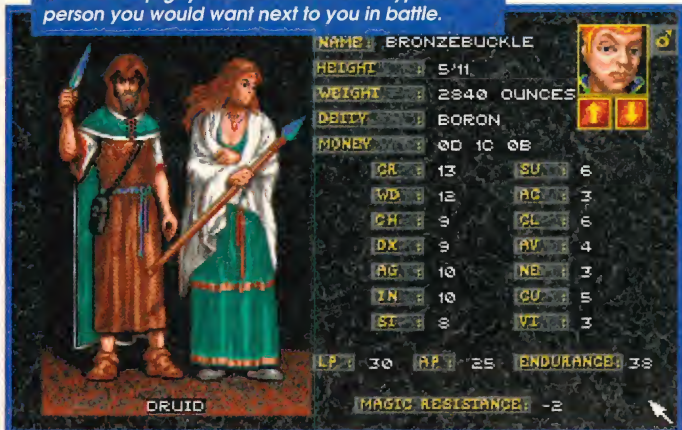 person you would want next to you in battle.
NAME: BRONZEBUCKLE
HEIGHT : 5'11
WEIGHT : 2840 OUNCES
DEITY : BORON
MONEY : 0D 1C 0B
CR : 13 SU : 6
WD : 12 AC : 3
CH : 9 CL : 6
DX : 9 AV : 4
AG : 10 NE : 3
IN : 10 CU : 5
ST : 8 VI : 3
LP : 30 AP : 25 ENDURANCE: 38
DRUID
MAGIC RESISTANCE: -2